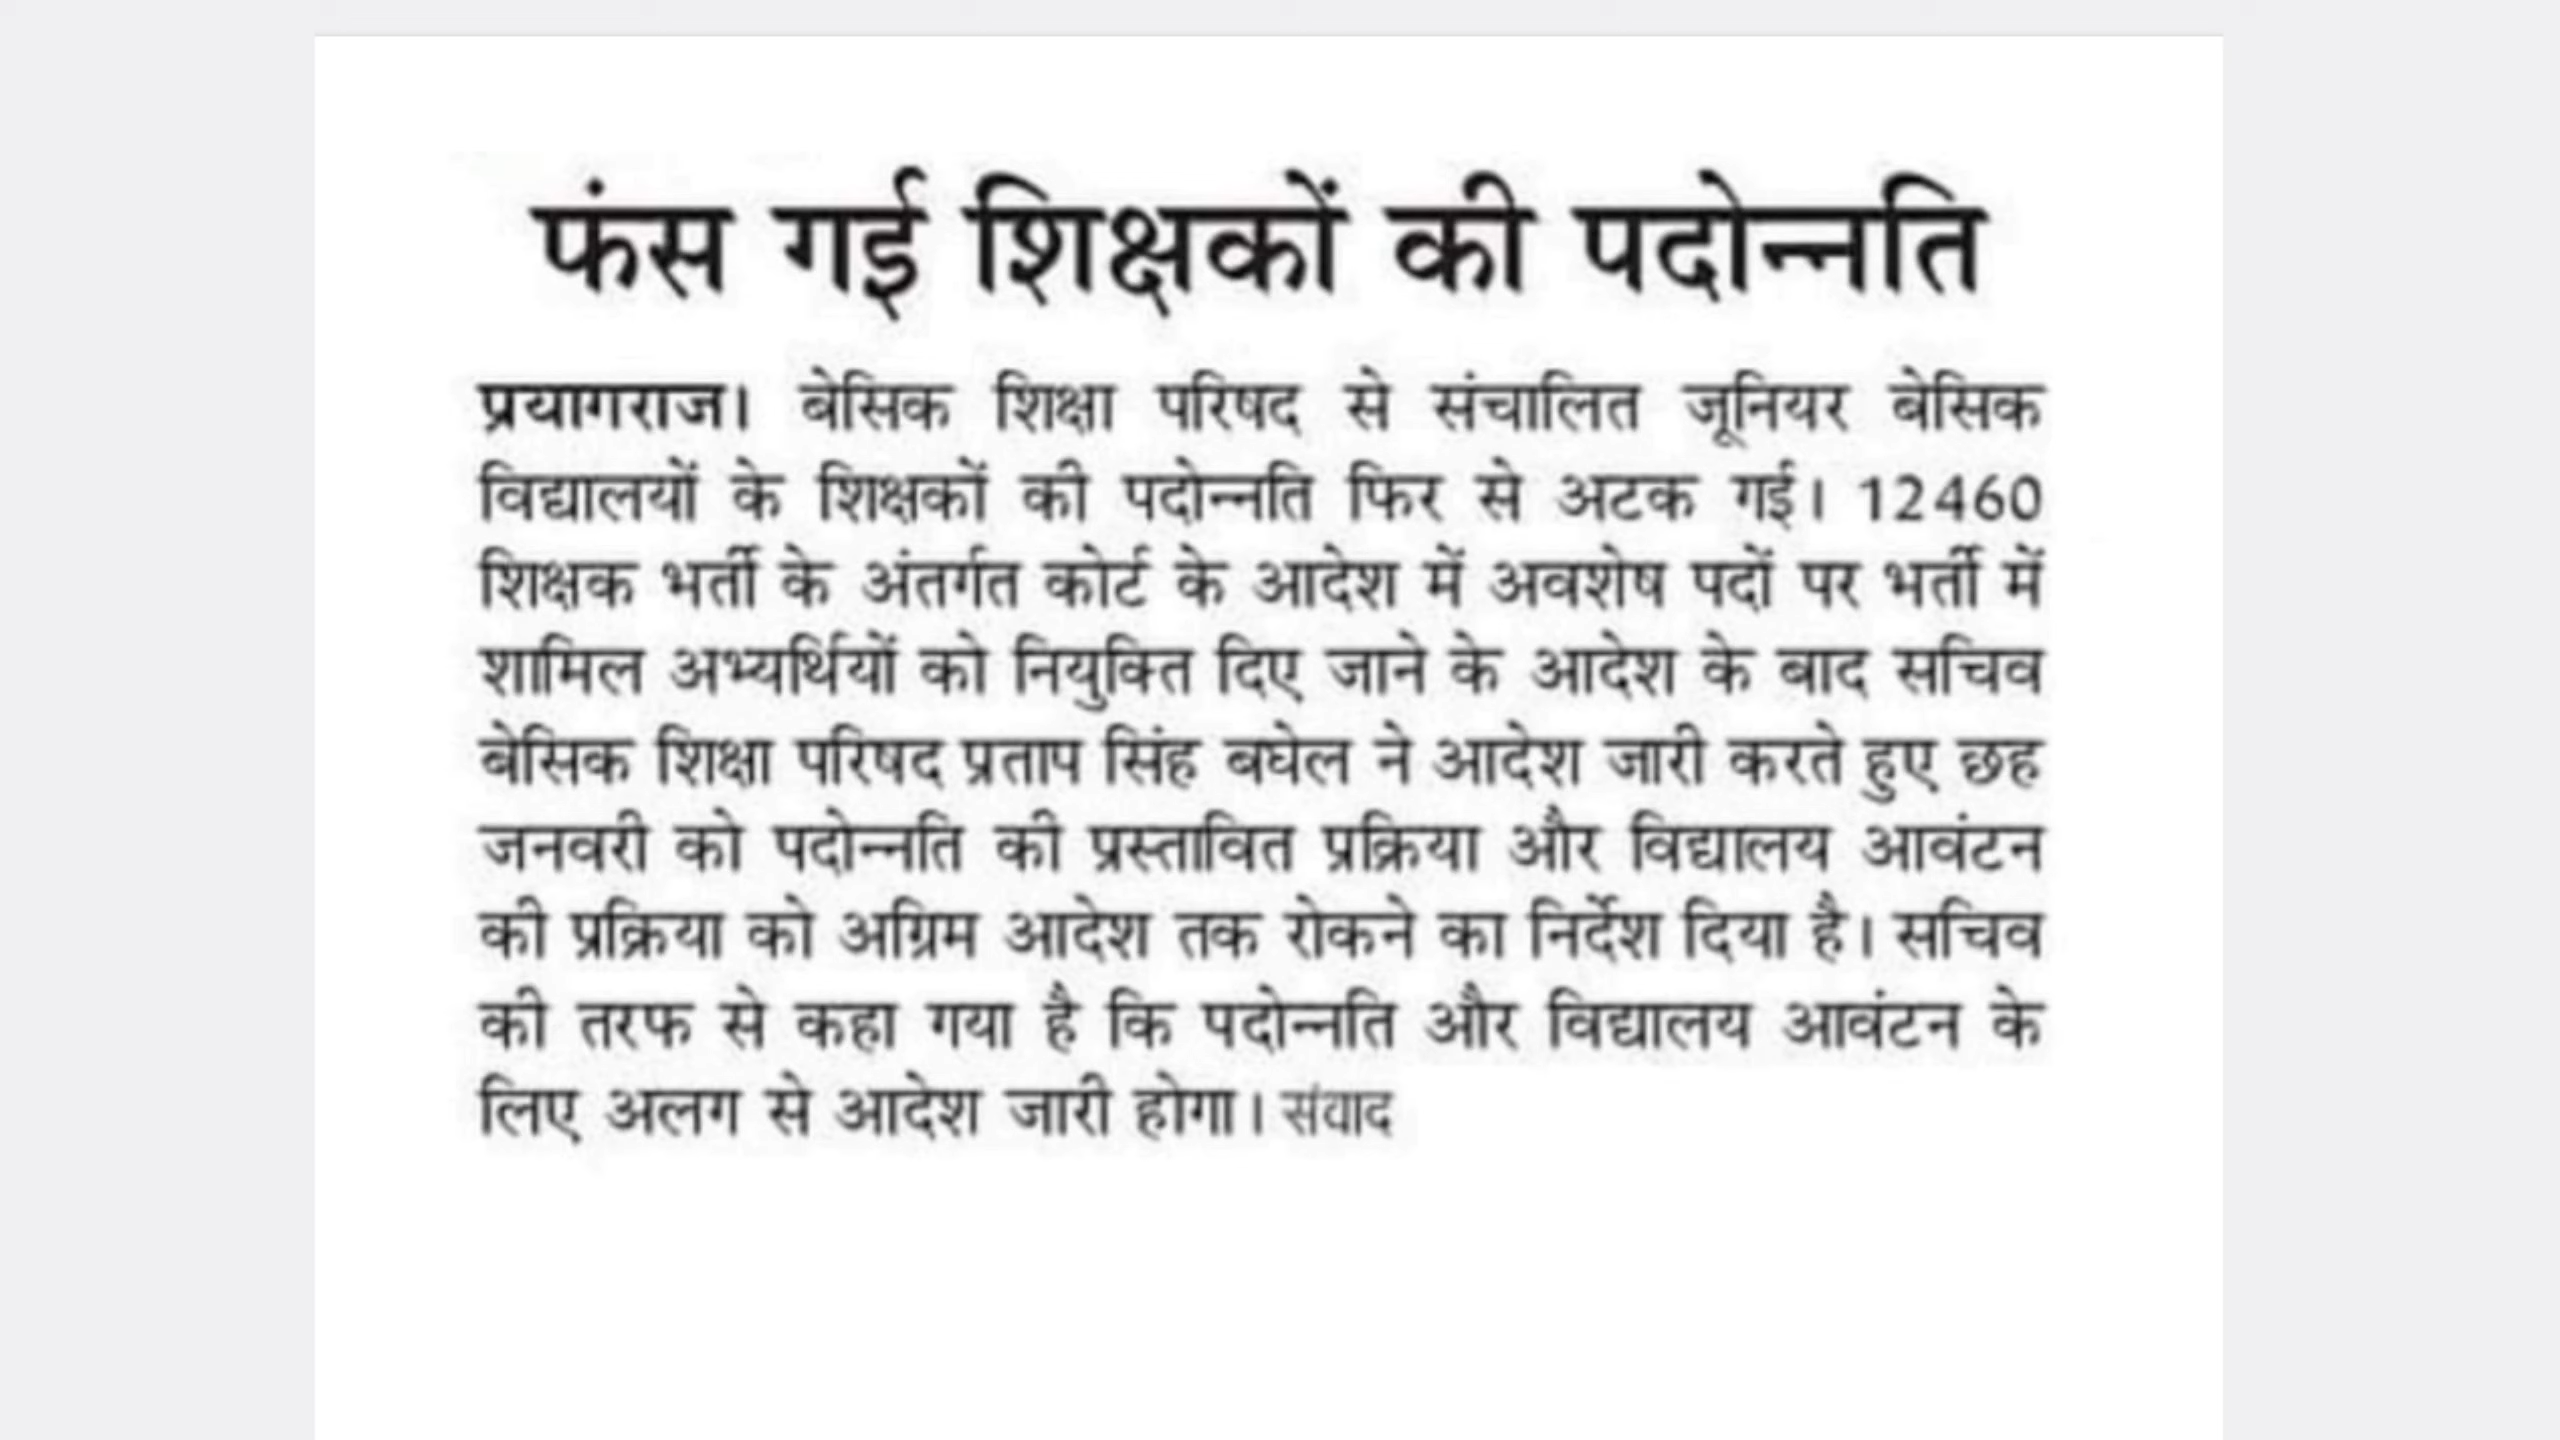 फंस गई शिक्षकों की पदोन्नति
प्रयागराज। बेसिक शिक्षा परिषद से संचालित जूनियर बेसिक
विद्यालयों के शिक्षकों की पदोन्नति फिर से अटक गई। 12460
शिक्षक भर्ती के अंतर्गत कोर्ट के आदेश में अवशेष पदों पर भर्ती में
शामिल अभ्यर्थियों को नियुक्ति दिए जाने के आदेश के बाद सचिव
बेसिक शिक्षा परिषद प्रताप सिंह बघेल ने आदेश जारी करते हुए छह
जनवरी को पदोन्नति की प्रस्तावित प्रक्रिया और विद्यालय आवंटन
की प्रक्रिया को अग्रिम आदेश तक रोकने का निर्देश दिया है। सचिव
की तरफ से कहा गया है कि पदोन्नति और विद्यालय आवंटन के
लिए अलग से आदेश जारी होगा। संवाद